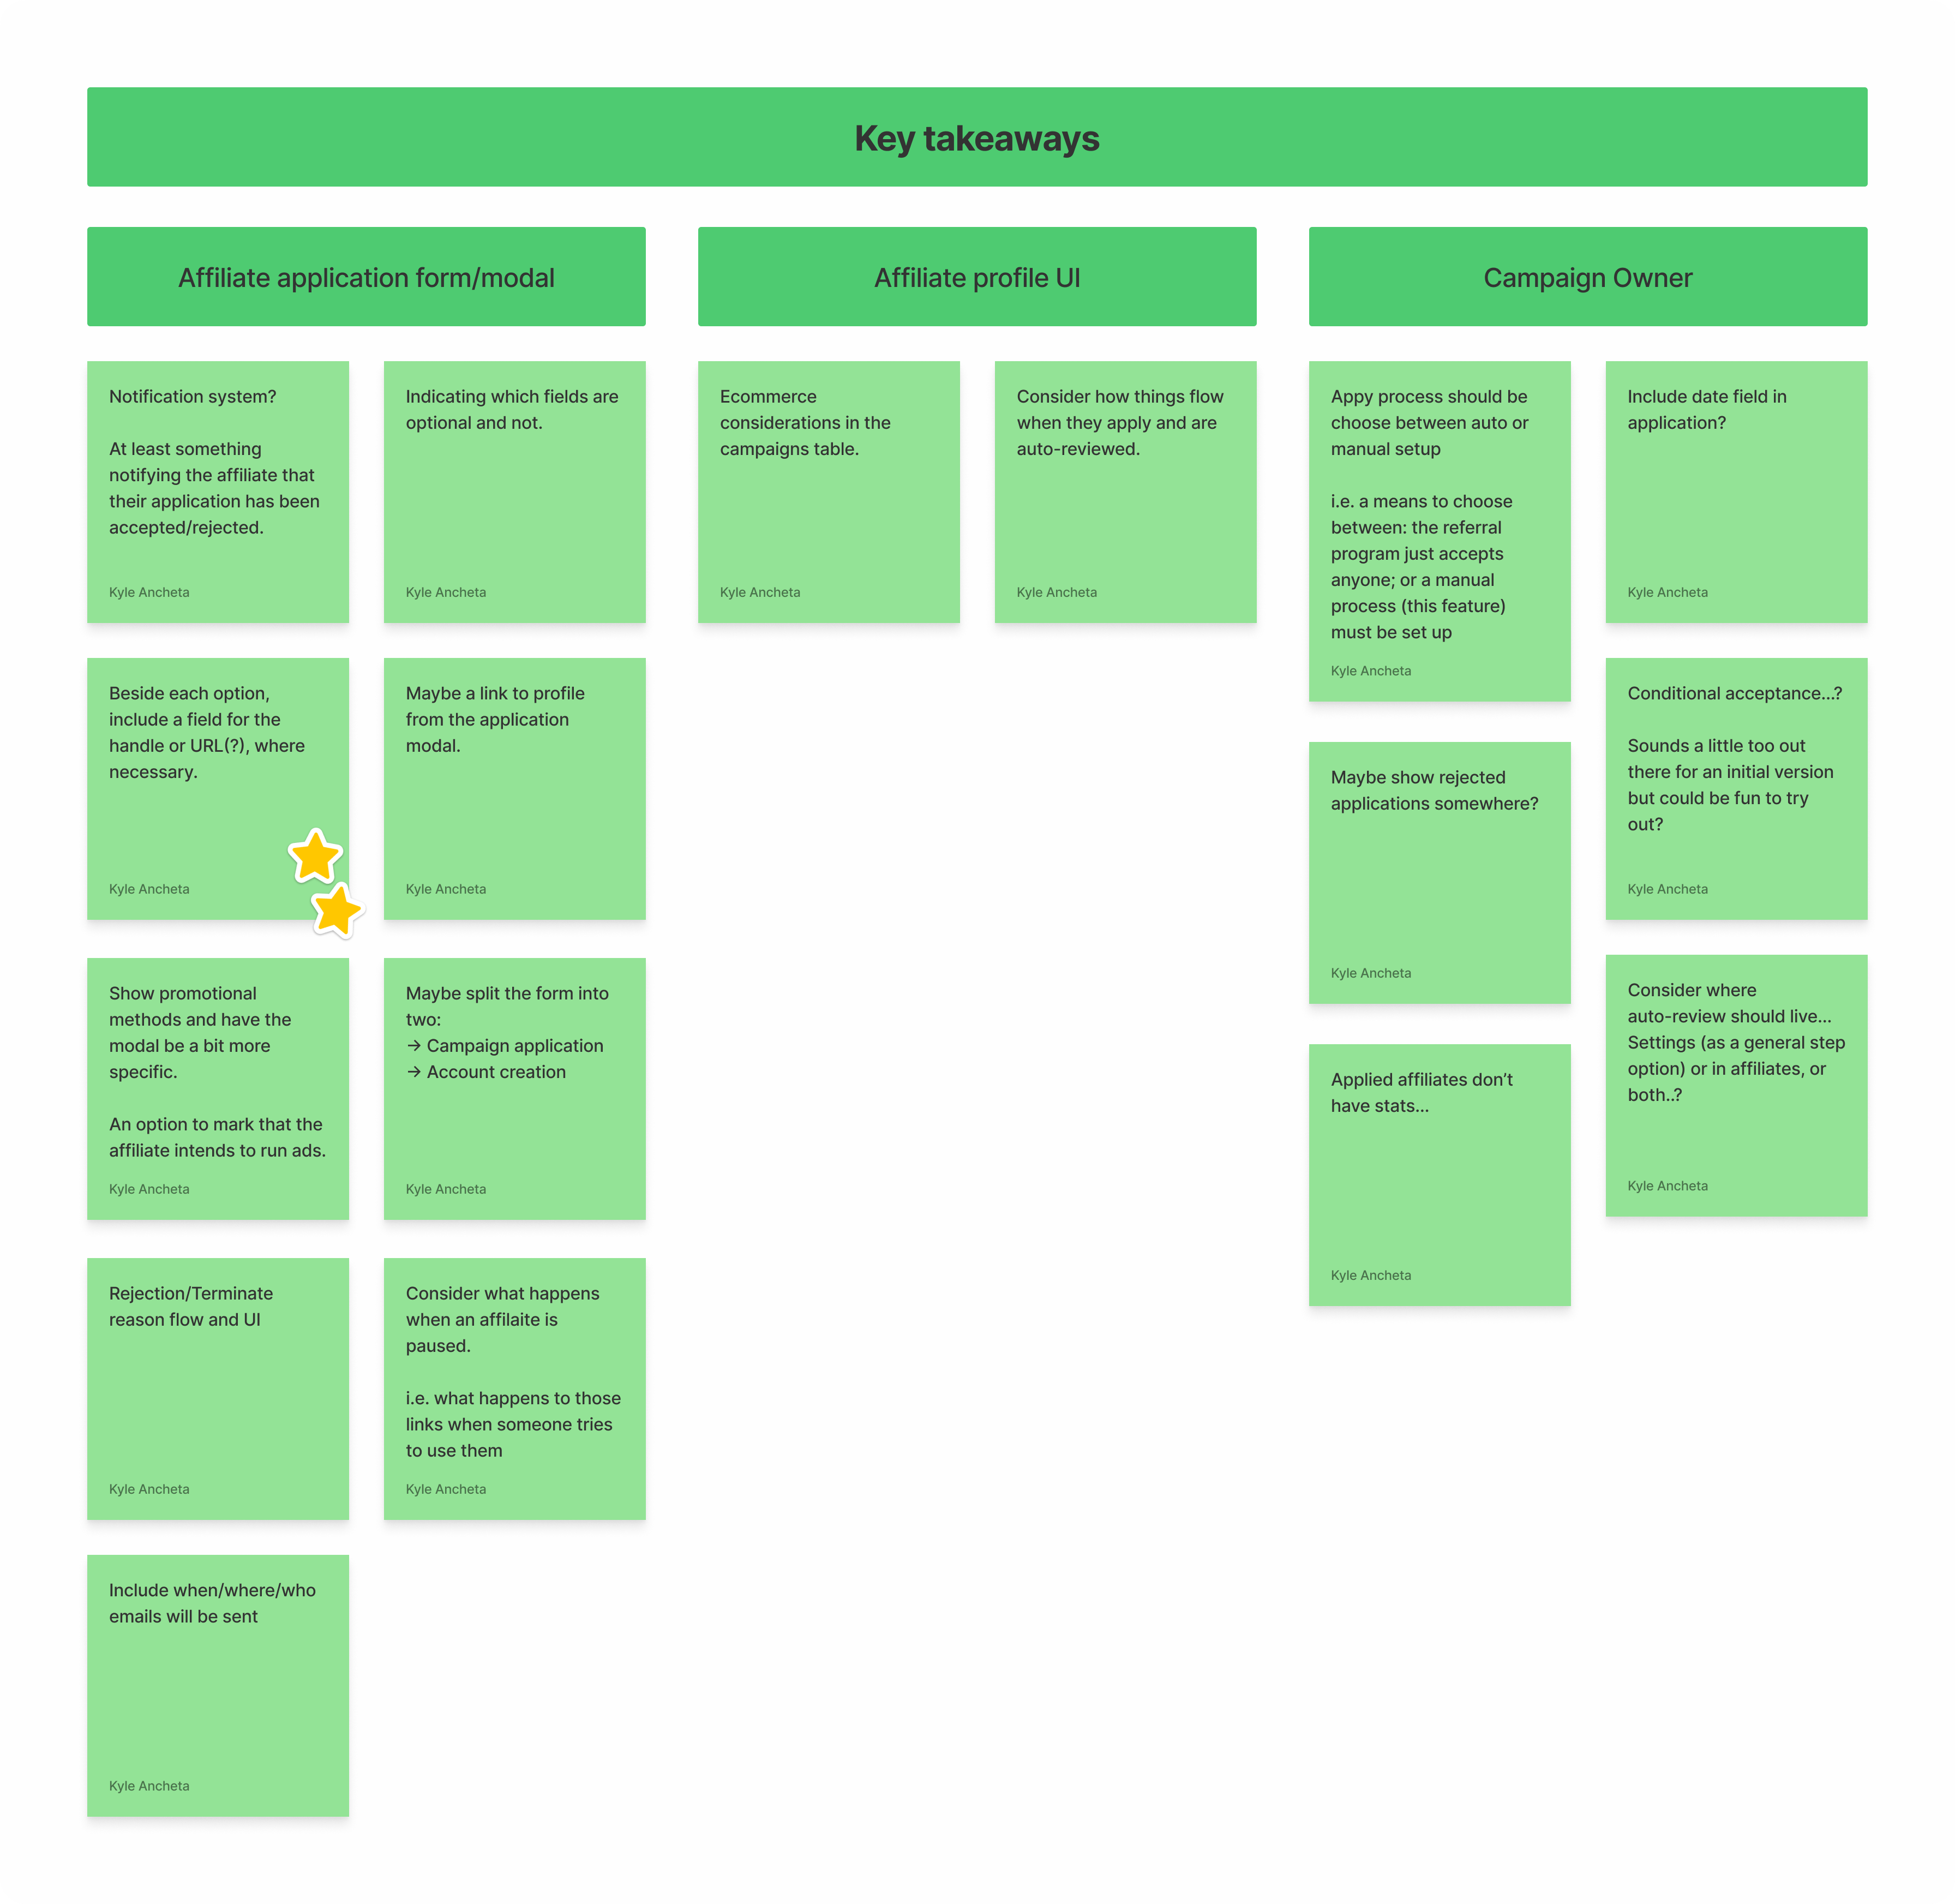 Key takeaways
Affiliate application form/modal
Notification system?
At least something
notifying the affiliate that
their application has been
accepted/rejected.
Kyle Ancheta
Indicating which fields are
optional and not.
Kyle Ancheta
Beside each option,
include a field for the
handle or URL(?), where
necessary.
Kyle Ancheta
Maybe a link to profile
from the application
modal.
Kyle Ancheta
Show promotional
methods and have the
modal be a bit more
specific.
An option to mark that the
affiliate intends to run ads.
Kyle Ancheta
Maybe split the form into
two:
→ Campaign application
→ Account creation
Kyle Ancheta
Rejection/Terminate
reason flow and UI
Kyle Ancheta
Consider what happens
when an affilaite is
paused.
i.e. what happens to those
links when someone tries
to use them
Kyle Ancheta
Include when/where/who
emails will be sent
Kyle Ancheta
Affiliate profile UI
Ecommerce
considerations in the
campaigns table.
Kyle Ancheta
Consider how things flow
when they apply and are
auto-reviewed.
Kyle Ancheta
Campaign Owner
Appy process should be
choose between auto or
manual setup
i.e. a means to choose
between: the referral
program just accepts
anyone; or a manual
process (this feature)
must be set up
Kyle Ancheta
Include date field in
application?
Kyle Ancheta
Maybe show rejected
applications somewhere?
Kyle Ancheta
Conditional acceptance...?
Sounds a little too out
there for an initial version
but could be fun to try
out?
Kyle Ancheta
Applied affiliates don’t
have stats...
Kyle Ancheta
Consider where
auto-review should live...
Settings (as a general step
option) or in affiliates, or
both..?
Kyle Ancheta